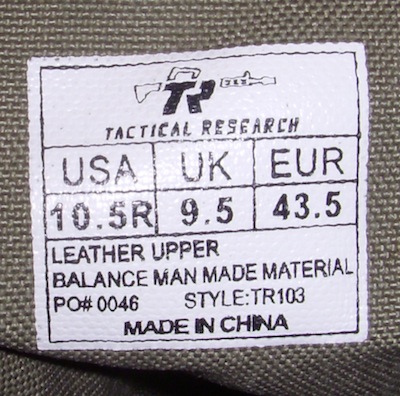 TR
TACTICAL RESEARCH
USA UK EUR
10.5R 9.5 43.5
LEATHER UPPER
BALANCE MAN MADE MATERIAL
PO# 0046 STYLE:TR103
MADE IN CHINA